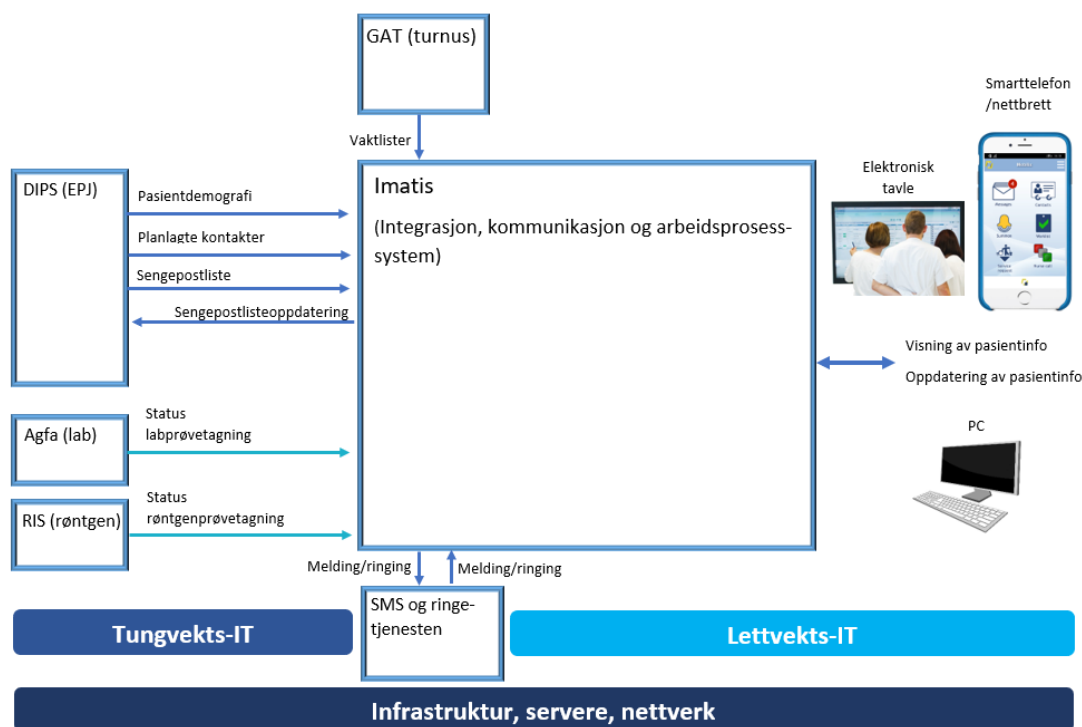 GAT (turnus)
Vaktlister
Smarttelefon
/nettbrett
Elektronisk
tavle
DIPS (EPJ)
Pasientdemografi
Planlagte kontakter
Sengepostliste
Sengepostlisteoppdatering
Imatis
(Integrasjon, kommunikasjon og arbeidsprosess-
system)
Messages
Contacts
Visning av pasientinfo
Oppdatering av pasientinfo
PC
Agfa (lab)
Status
labprøvetagning
RIS (røntgen)
Status
røntgenprøvetagning
Melding/ringing
Melding/ringing
SMS og ringe-
tjenesten
Tungvekts-IT
Lettvekts-IT
Infrastruktur, servere, nettverk